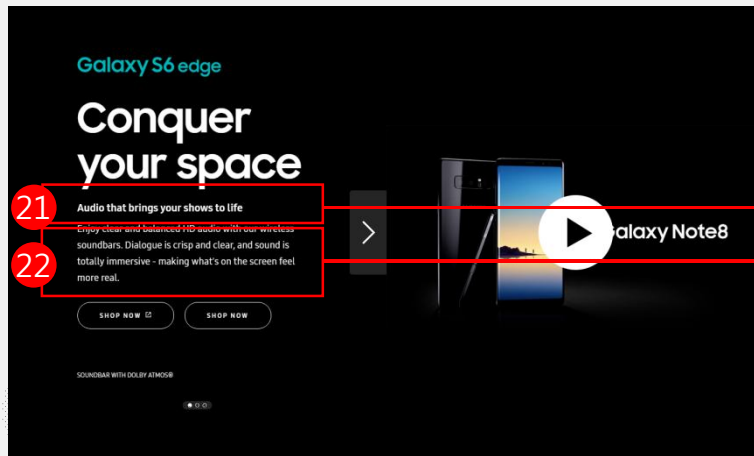 Galaxy S6 edge
Conquer
your space
21
Audio that brings your shows to life
22
Enjoy clear and balanced HD audio with our wireless
soundbars. Dialogue is crisp and clear, and sound is
totally immersive - making what's on the screen feel
more real.
SHOP NOW SHOP NOW
SOUNDBAR WITH DOLBY ATMOS®
alaxy Note8